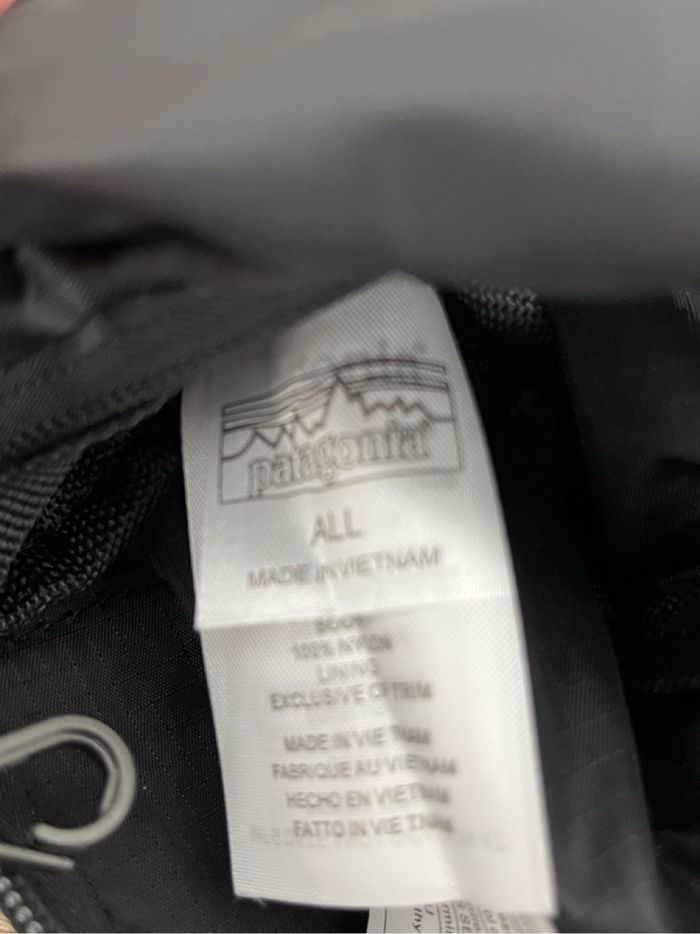 patagonia
ALL
MADE IN VIETNAM
BODY
100% NYLON
LINING
EXCLUSIVE OF TRIM
MADE IN VIETNAM
FABRIQUE AU VIETNAM
HECHO EN VIETNAM
FATTO IN VIETNAM